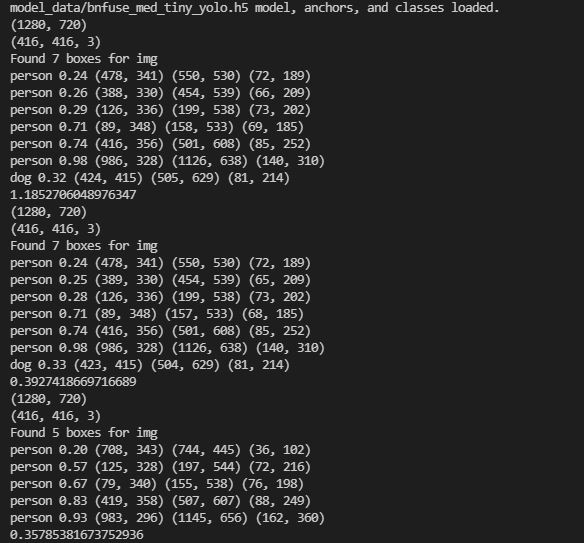 model_data/bnfuse_med_tiny_yolo.h5 model, anchors, and classes loaded.
(1280, 720)
(416, 416, 3)
Found 7 boxes for img
person 0.24 (478, 341) (550, 530) (72, 189)
person 0.26 (388, 330) (454, 539) (66, 209)
person 0.29 (126, 336) (199, 538) (73, 202)
person 0.71 (89, 348) (158, 533) (69, 185)
person 0.74 (416, 356) (501, 608) (85, 252)
person 0.98 (986, 328) (1126, 638) (140, 310)
dog 0.32 (424, 415) (505, 629) (81, 214)
1.1852706048976347
(1280, 720)
(416, 416, 3)
Found 7 boxes for img
person 0.24 (478, 341) (550, 530) (72, 189)
person 0.25 (389, 330) (454, 539) (65, 209)
person 0.28 (126, 336) (199, 538) (73, 202)
person 0.71 (89, 348) (157, 533) (68, 185)
person 0.74 (416, 356) (501, 608) (85, 252)
person 0.98 (986, 328) (1126, 638) (140, 310)
dog 0.33 (423, 415) (504, 629) (81, 214)
0.3927418669716689
(1280, 720)
(416, 416, 3)
Found 5 boxes for img
person 0.20 (708, 343) (744, 445) (36, 102)
person 0.57 (125, 328) (197, 544) (72, 216)
person 0.67 (79, 340) (155, 538) (76, 198)
person 0.83 (419, 358) (507, 607) (88, 249)
person 0.93 (983, 296) (1145, 656) (162, 360)
0.35785381673752936